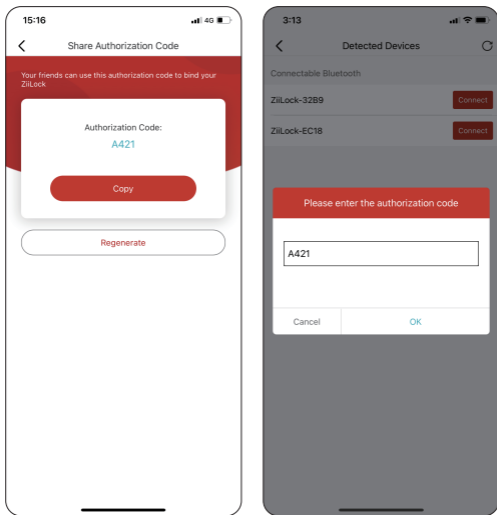 15:16
4G
Share Authorization Code
Your friends can use this authorization code to bind your
ZiiLock
Authorization Code:
A421
Copy
Regenerate
3:13
Detected Devices
Connectable Bluetooth
ZiiLock-32B9
Connect
ZiiLock-EC18
Connect
Please enter the authorization code
A421
Cancel
OK